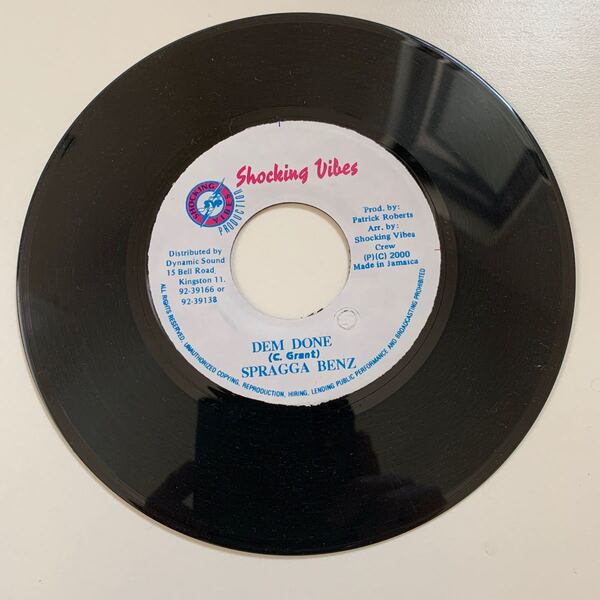 Shocking Vibes
SHOCKING VIBES
PRODUCTION
Prod. by:
Patrick Roberts
Arr. by:
Shocking Vibes
Crew
(P)(C) 2000
Made in Jamaica
Distributed by
Dynamic Sound
15 Bell Road
Kingston 11.
92-39166 or
92-39138
DEM DONE
(C. Grant)
SPRAGGA BENZ
ALL RIGHTS RESERVED, UNAUTHORIZED COPYING, REPRODUCTION, HIRING, LENDING PUBLIC PERFORMANCE AND BROADCASTING PROHIBITED